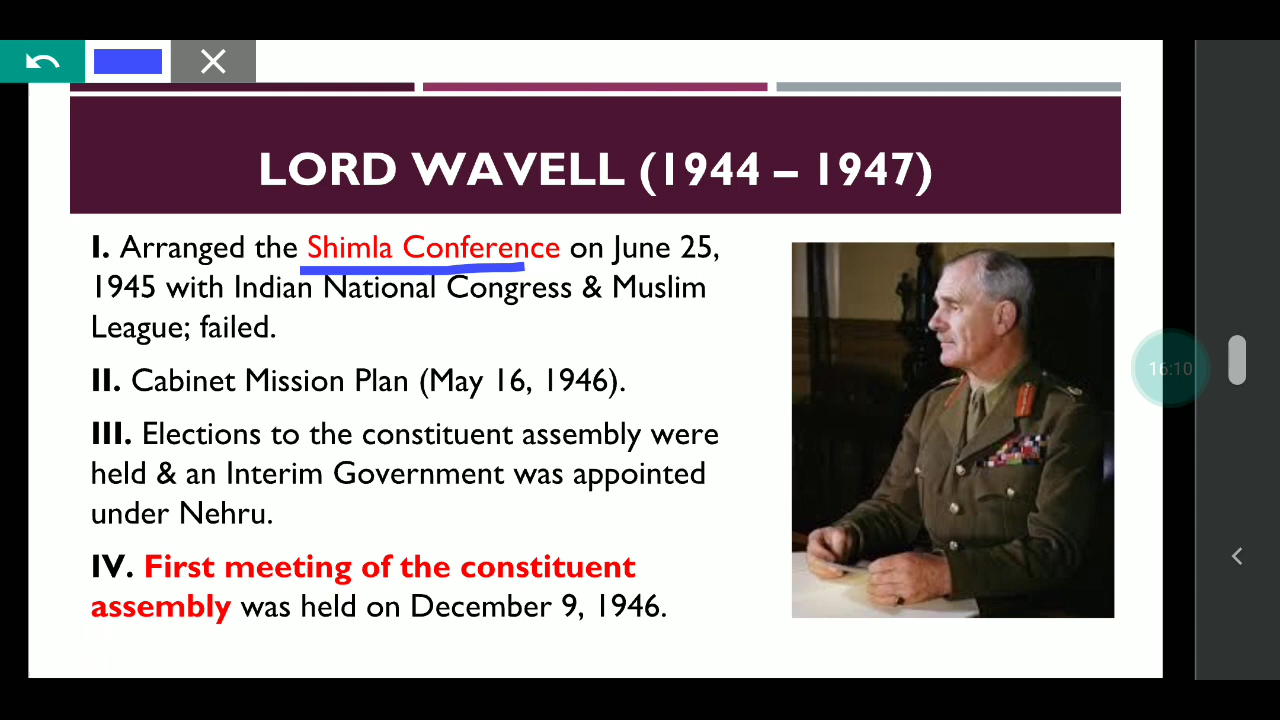 LORD WAVELL (1944 – 1947)
I. Arranged the Shimla Conference on June 25,
1945 with Indian National Congress & Muslim
League; failed.
II. Cabinet Mission Plan (May 16, 1946).
III. Elections to the constituent assembly were
held & an Interim Government was appointed
under Nehru.
IV. First meeting of the constituent
assembly was held on December 9, 1946.
16:10